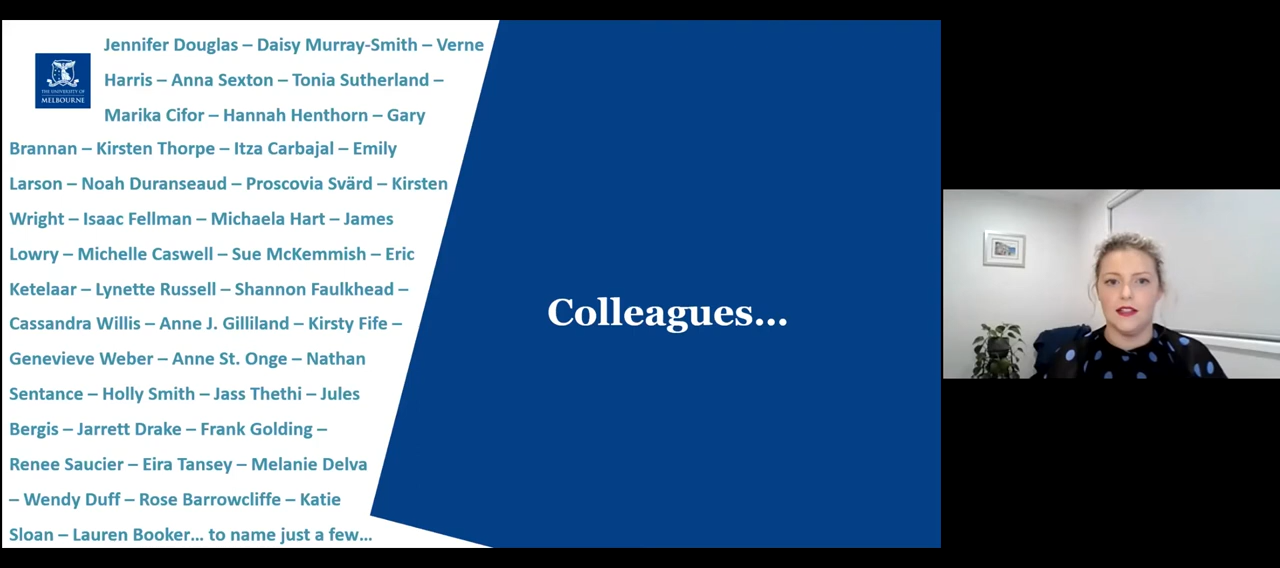 Jennifer Douglas – Daisy Murray-Smith – Verne
Harris – Anna Sexton – Tonia Sutherland –
Marika Cifor – Hannah Henthorn – Gary
Brannan – Kirsten Thorpe – Itza Carbajal – Emily
Larson – Noah Duranseaud – Proscovia Svärd – Kirsten
Wright – Isaac Fellman – Michaela Hart – James
Lowry – Michelle Caswell – Sue McKemmish – Eric
Ketelaar – Lynette Russell – Shannon Faulkhead –
Cassandra Willis – Anne J. Gilliland – Kirsty Fife –
Genevieve Weber – Anne St. Onge – Nathan
Sentance – Holly Smith – Jass Thethi – Jules
Bergis – Jarrett Drake – Frank Golding –
Renee Saucier – Eira Tansey – Melanie Delva
– Wendy Duff – Rose Barrowcliffe – Katie
Sloan – Lauren Booker… to name just a few…
THE UNIVERSITY OF
MELBOURNE
Colleagues…